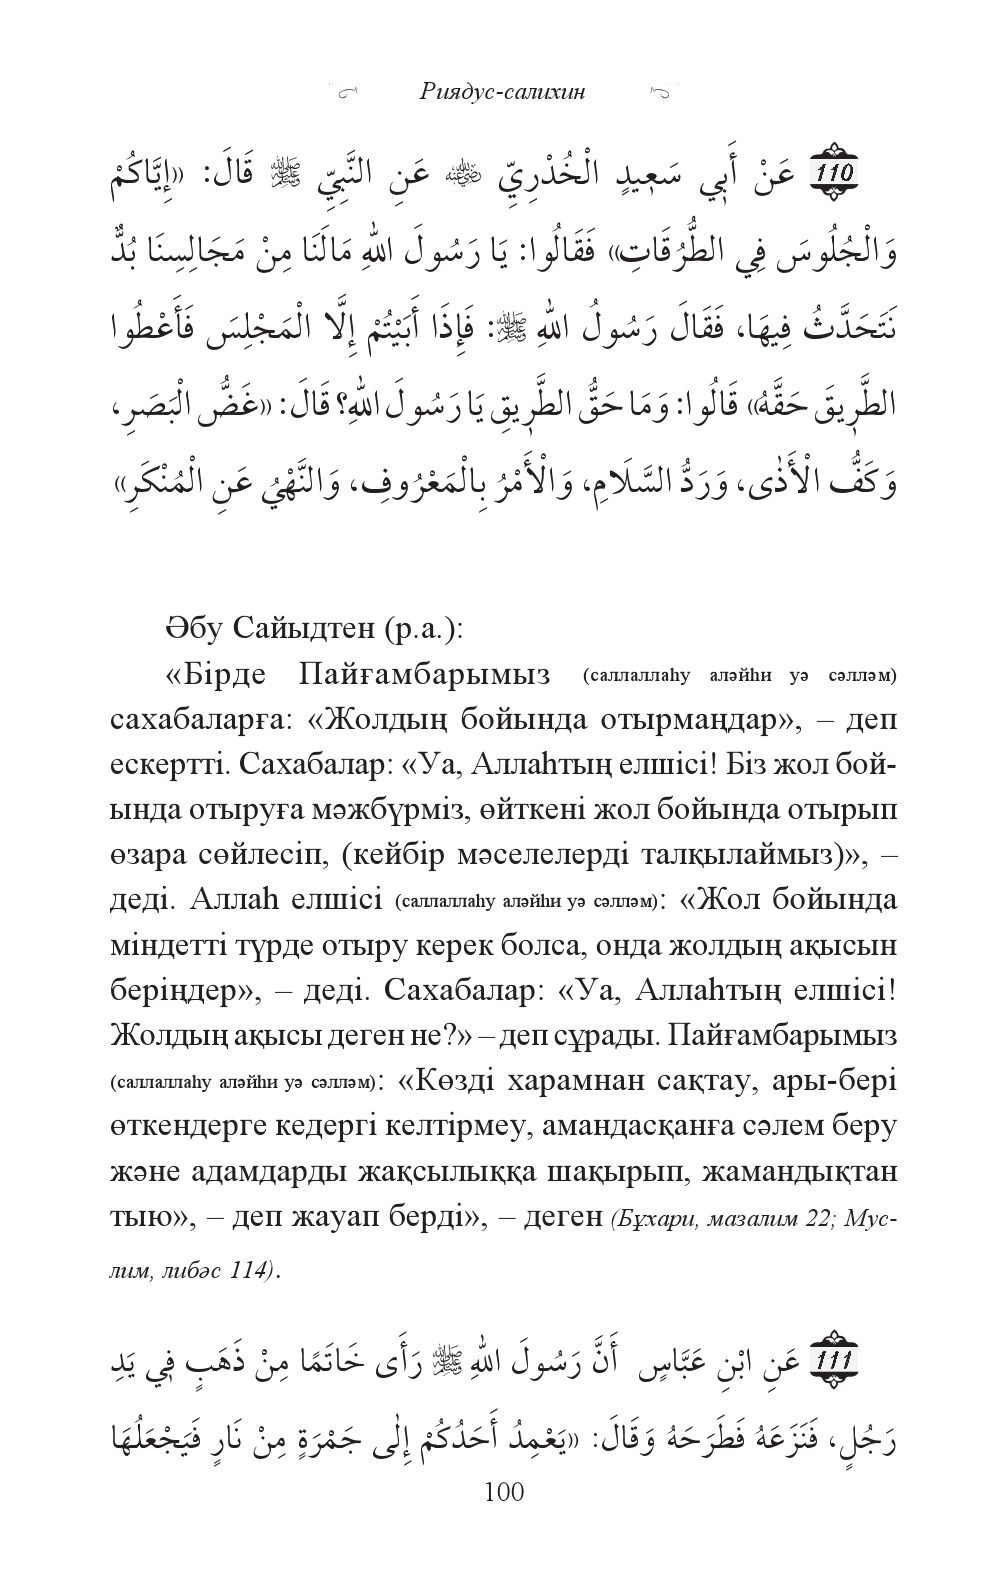 Риядус-салихин
110 عَنْ أَبِي سَعِيدٍ الْخُدْرِيِّ ؓ عَنِ النَّبِيِّ ﷺ قَالَ: «إِيَّاكُمْ
وَالْجُلُوسَ فِي الطُّرُقَاتِ» فَقَالُوا: يَا رَسُولَ اللهِ مَالَنَا مِنْ مَجَالِسِنَا بُدٌّ
نَتَحَدَّثُ فِيهَا، فَقَالَ رَسُولُ اللهِ ﷺ: فَإِذَا أَبَيْتُمْ إِلَّا الْمَجْلِسَ فَأَعْطُوا
الطَّرِيقَ حَقَّهُ» قَالُوا: وَمَا حَقُّ الطَّرِيقِ يَا رَسُولَ اللهِ؟ قَالَ: «غَضُّ الْبَصَرِ،
وَكَفُّ الْأَذٰى، وَرَدُّ السَّلَامِ، وَالْأَمْرُ بِالْمَعْرُوفِ، وَالنَّهْيُ عَنِ الْمُنْكَرِ»
Әбу Сайыдтен (р.а.):
«Бірде Пайғамбарымыз (саллаллаһу аләйһи уә сәлләм)
сахабаларға: «Жолдың бойында отырмаңдар», – деп
ескертті. Сахабалар: «Уа, Аллаһтың елшісі! Біз жол бой-
ында отыруға мәжбүрміз, өйткені жол бойында отырып
өзара сөйлесіп, (кейбір мәселелерді талқылаймыз)», –
деді. Аллаһ елшісі (саллаллаһу аләйһи уә сәлләм): «Жол бойында
міндетті түрде отыру керек болса, онда жолдың ақысын
беріңдер», – деді. Сахабалар: «Уа, Аллаһтың елшісі!
Жолдың ақысы деген не?» – деп сұрады. Пайғамбарымыз
(саллаллаһу аләйһи уә сәлләм): «Көзді харамнан сақтау, ары-бері
өткендерге кедергі келтірмеу, амандасқанға сәлем беру
және адамдарды жақсылыққа шақырып, жамандықтан
тыю», – деп жауап берді», – деген (Бұхари, мазалим 22; Мус-
лим, либәс 114).
111 عَنِ ابْنِ عَبَّاسٍ أَنَّ رَسُولَ اللهِ ﷺ رَأَى خَاتَمًا مِنْ ذَهَبٍ فِي يَدِ
رَجُلٍ، فَنَزَعَهُ فَطَرَحَهُ وَقَالَ: «يَعْمِدُ أَحَدُكُمْ إِلٰى جَمْرَةٍ مِنْ نَارٍ فَيَجْعَلُهَا
100